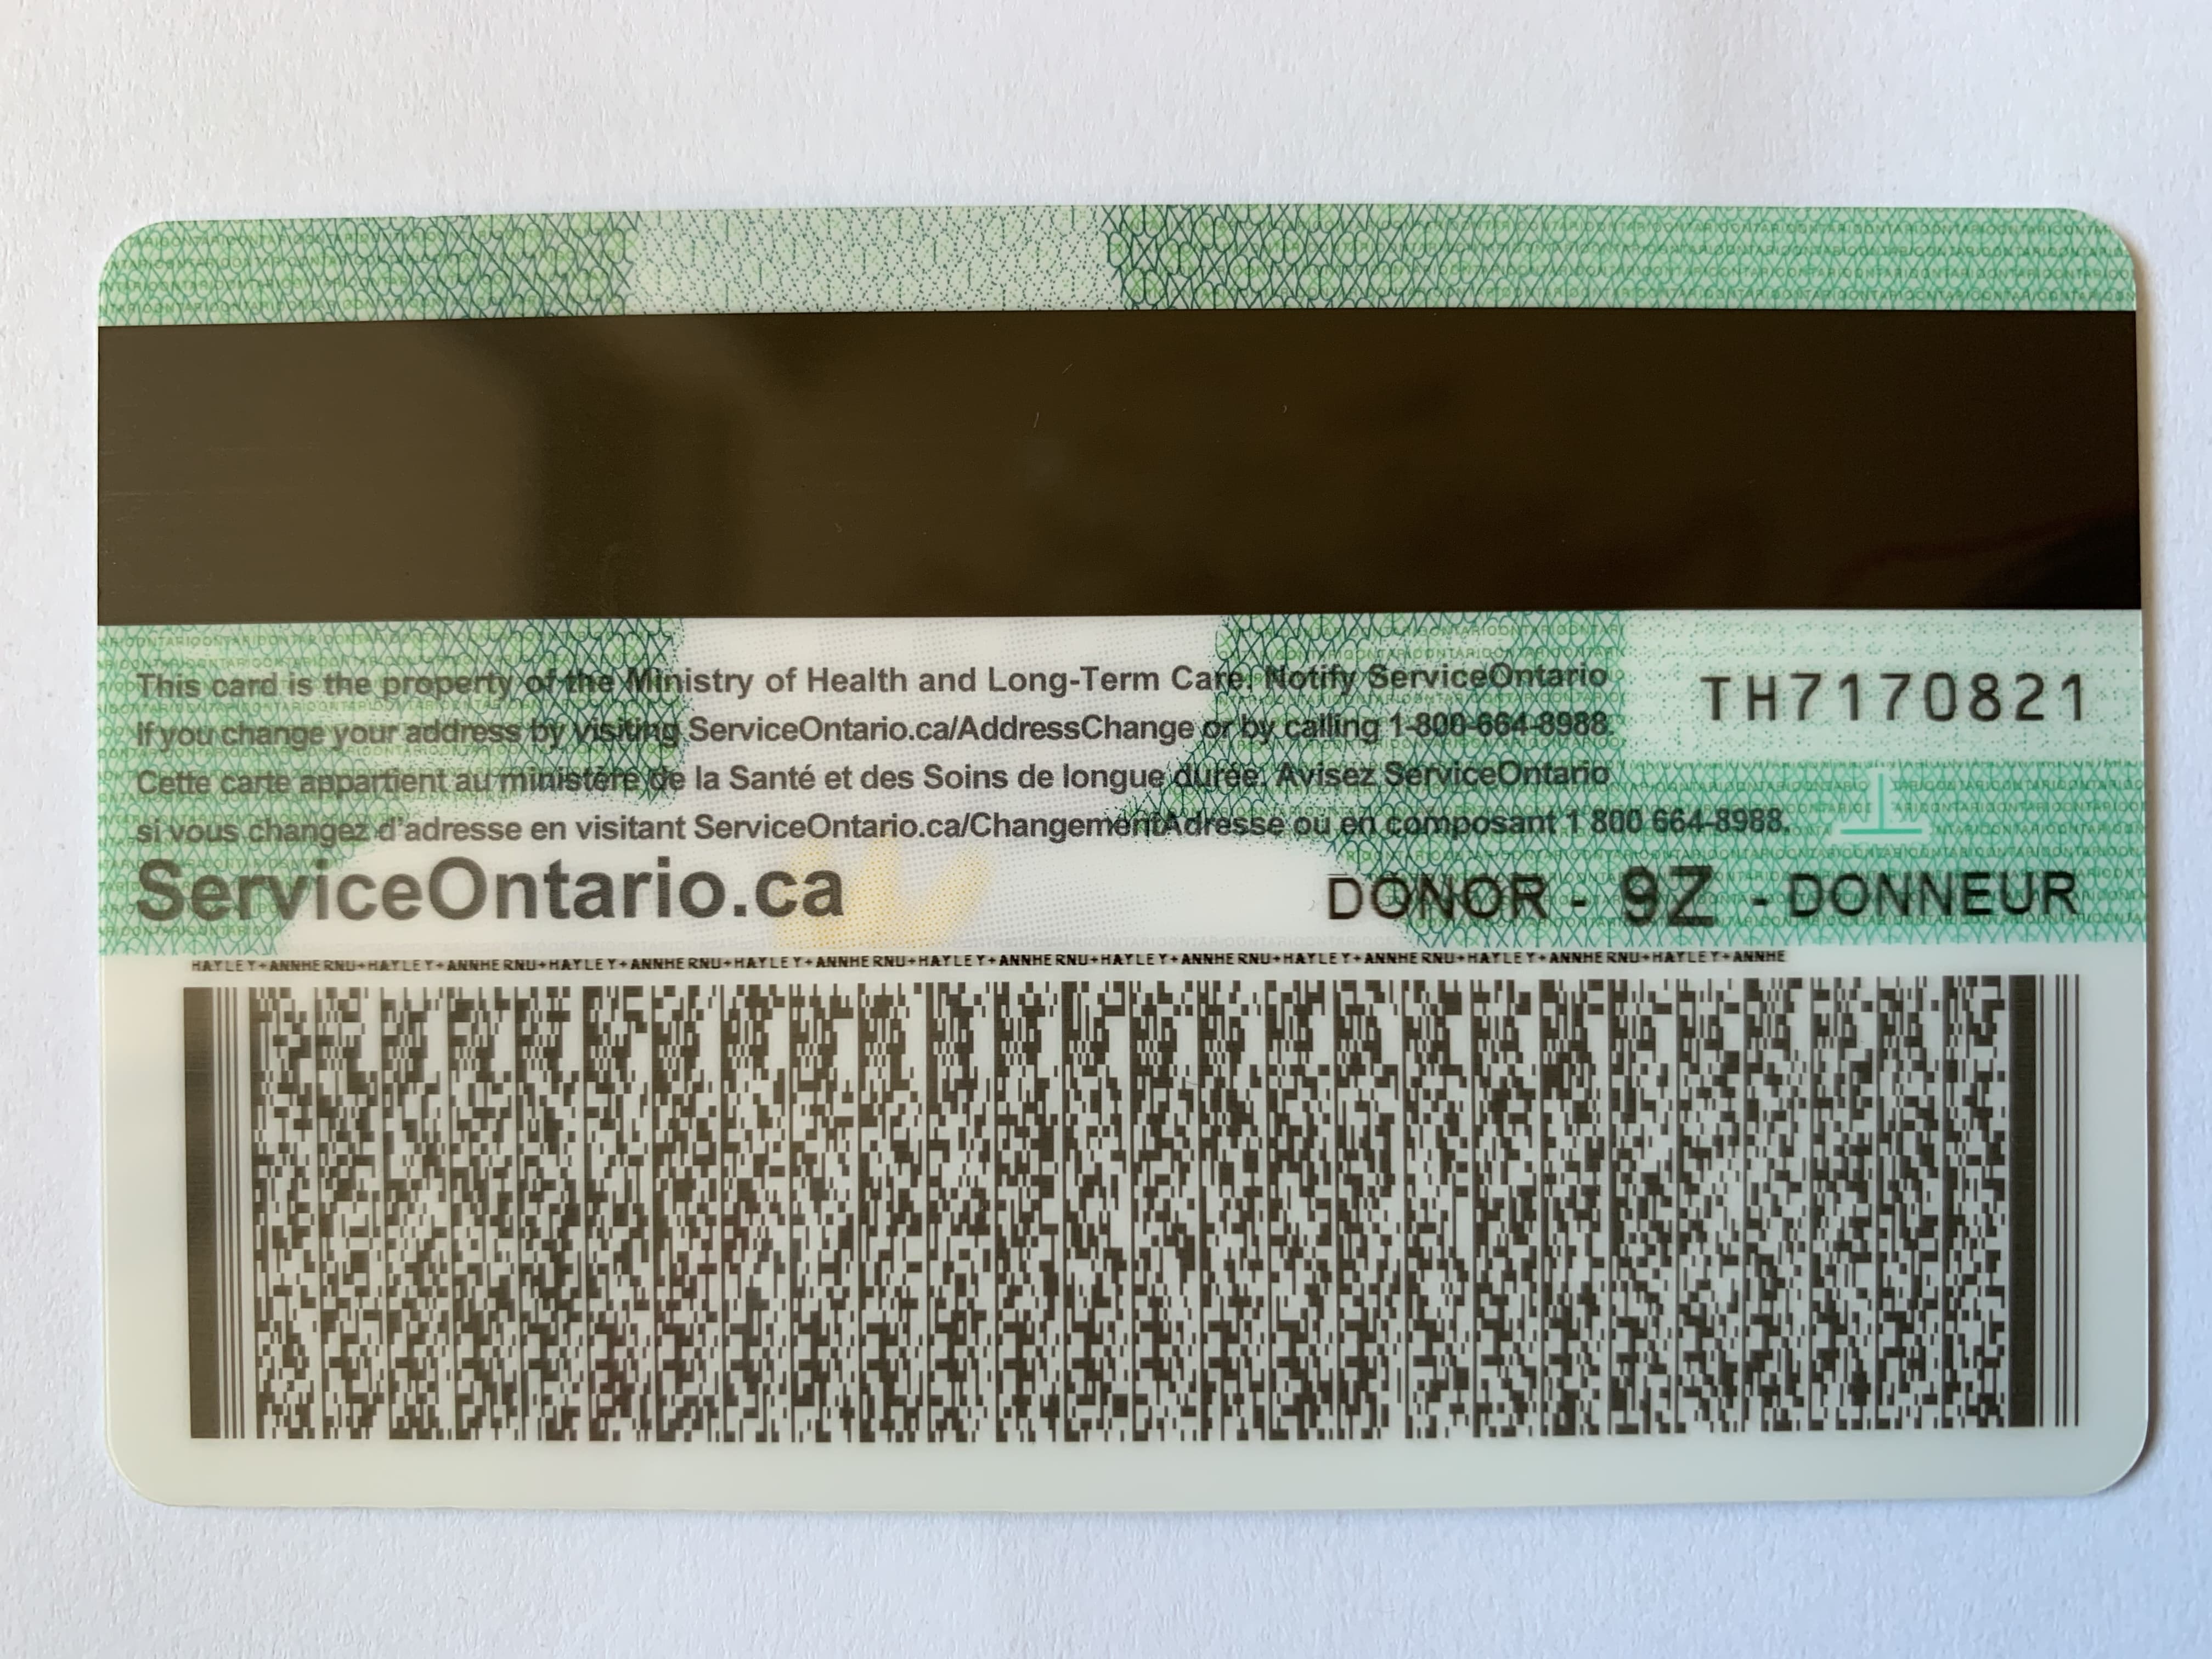 This card is the property of the Ministry of Health and Long-Term Care. Notify ServiceOntario
If you change your address by visiting ServiceOntario.ca/AddressChange or by calling 1-800-664-8988.
Cette carte appartient au ministère de la Santé et des Soins de longue durée. Avisez ServiceOntario
si vous changez d'adresse en visitant ServiceOntario.ca/ChangementAdresse ou en composant 1 800 664-8988.
TH7170821
ServiceOntario.ca
DONOR - 9Z - DONNEUR
HAYLEY+ANNHERNU+HAYLEY+ANNHERNU+HAYLEY+ANNHERNU+HAYLEY+ANNHERNU+HAYLEY+ANNHERNU+HAYLEY+ANNHERNU+HAYLEY+ANNHERNU+HAYLEY+ANNHERNU+HAYLEY+ANNHE